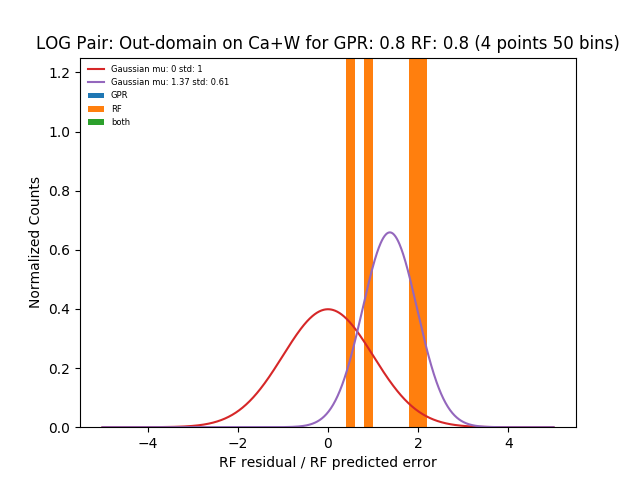 LOG Pair: Out-domain on Ca+W for GPR: 0.8 RF: 0.8 (4 points 50 bins)
Gaussian mu: 0 std: 1
Gaussian mu: 1.37 std: 0.61
GPR
RF
both
Normalized Counts
1.2
1.0
0.8
0.6
0.4
0.2
0.0
−4
−2
0
2
4
RF residual / RF predicted error